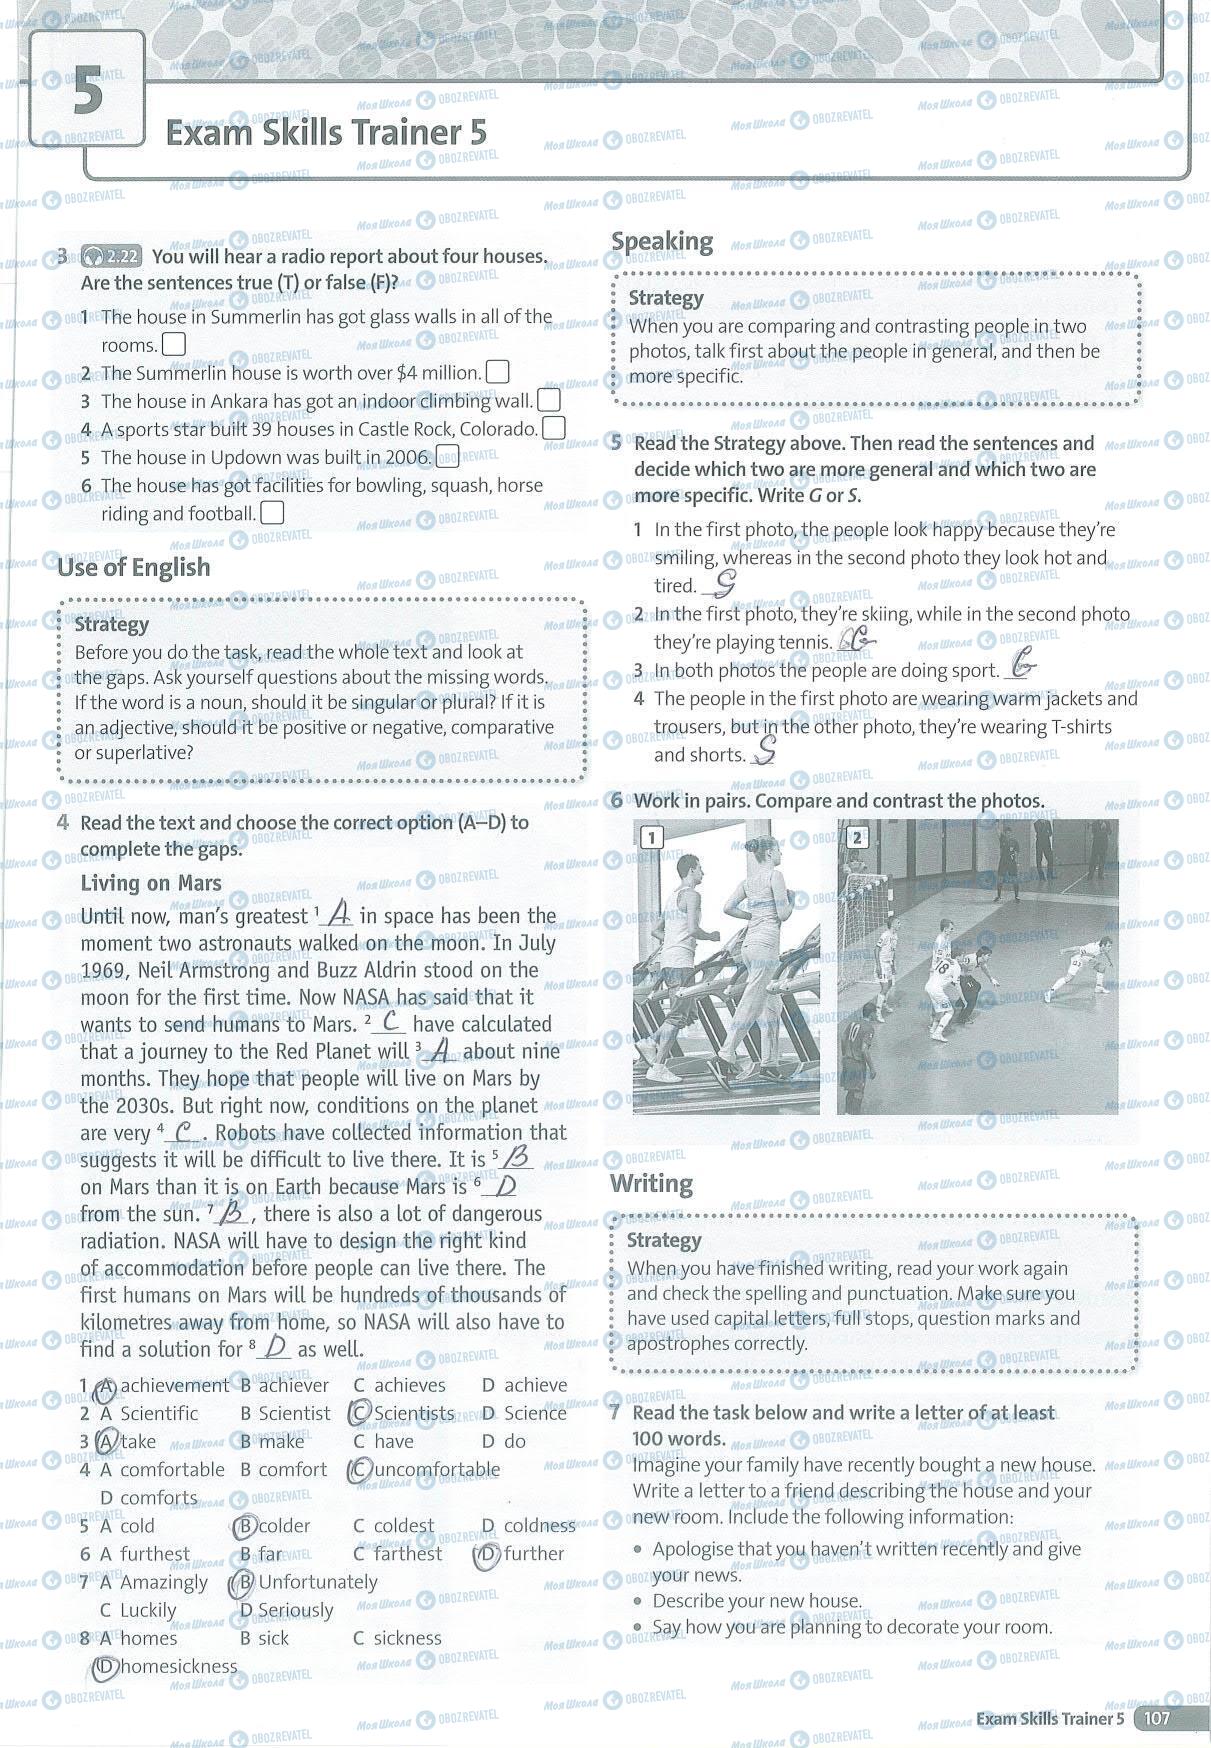 5
Exam Skills Trainer 5
3 2.22 You will hear a radio report about four houses.
Are the sentences true (T) or false (F)?
1 The house in Summerlin has got glass walls in all of the
rooms.
2 The Summerlin house is worth over $4 million.
3 The house in Ankara has got an indoor climbing wall.
4 A sports star built 39 houses in Castle Rock, Colorado.
5 The house in Updown was built in 2006.
6 The house has got facilities for bowling, squash, horse
riding and football.
Use of English
Strategy
Before you do the task, read the whole text and look at
the gaps. Ask yourself questions about the missing words.
If the word is a noun, should it be singular or plural? If it is
an adjective, should it be positive or negative, comparative
or superlative?
4 Read the text and choose the correct option (A–D) to
complete the gaps.
Living on Mars
Until now, man's greatest 1 A in space has been the
moment two astronauts walked on the moon. In July
1969, Neil Armstrong and Buzz Aldrin stood on the
moon for the first time. Now NASA has said that it
wants to send humans to Mars. 2 C have calculated
that a journey to the Red Planet will 3 A about nine
months. They hope that people will live on Mars by
the 2030s. But right now, conditions on the planet
are very 4 C. Robots have collected information that
suggests it will be difficult to live there. It is 5 B
on Mars than it is on Earth because Mars is 6 D
from the sun. 7 B, there is also a lot of dangerous
radiation. NASA will have to design the right kind
of accommodation before people can live there. The
first humans on Mars will be hundreds of thousands of
kilometres away from home, so NASA will also have to
find a solution for 8 D as well.
1 A achievement B achiever C achieves D achieve
2 A Scientific B Scientist C Scientists D Science
3 A take B make C have D do
4 A comfortable B comfort C uncomfortable
D comforts
5 A cold B colder C coldest D coldness
6 A furthest B far C farthest D further
7 A Amazingly B Unfortunately
C Luckily D Seriously
8 A homes B sick C sickness
D homesickness
Speaking
Strategy
When you are comparing and contrasting people in two
photos, talk first about the people in general, and then be
more specific.
5 Read the Strategy above. Then read the sentences and
decide which two are more general and which two are
more specific. Write G or S.
1 In the first photo, the people look happy because they're
smiling, whereas in the second photo they look hot and
tired. S
2 In the first photo, they're skiing, while in the second photo
they're playing tennis. G
3 In both photos the people are doing sport. G
4 The people in the first photo are wearing warm jackets and
trousers, but in the other photo, they're wearing T-shirts
and shorts. S
6 Work in pairs. Compare and contrast the photos.
1
2
Writing
Strategy
When you have finished writing, read your work again
and check the spelling and punctuation. Make sure you
have used capital letters, full stops, question marks and
apostrophes correctly.
7 Read the task below and write a letter of at least
100 words.
Imagine your family have recently bought a new house.
Write a letter to a friend describing the house and your
new room. Include the following information:
• Apologise that you haven't written recently and give
your news.
• Describe your new house.
• Say how you are planning to decorate your room.
Exam Skills Trainer 5 107
Моя Школа OBOZREVATEL